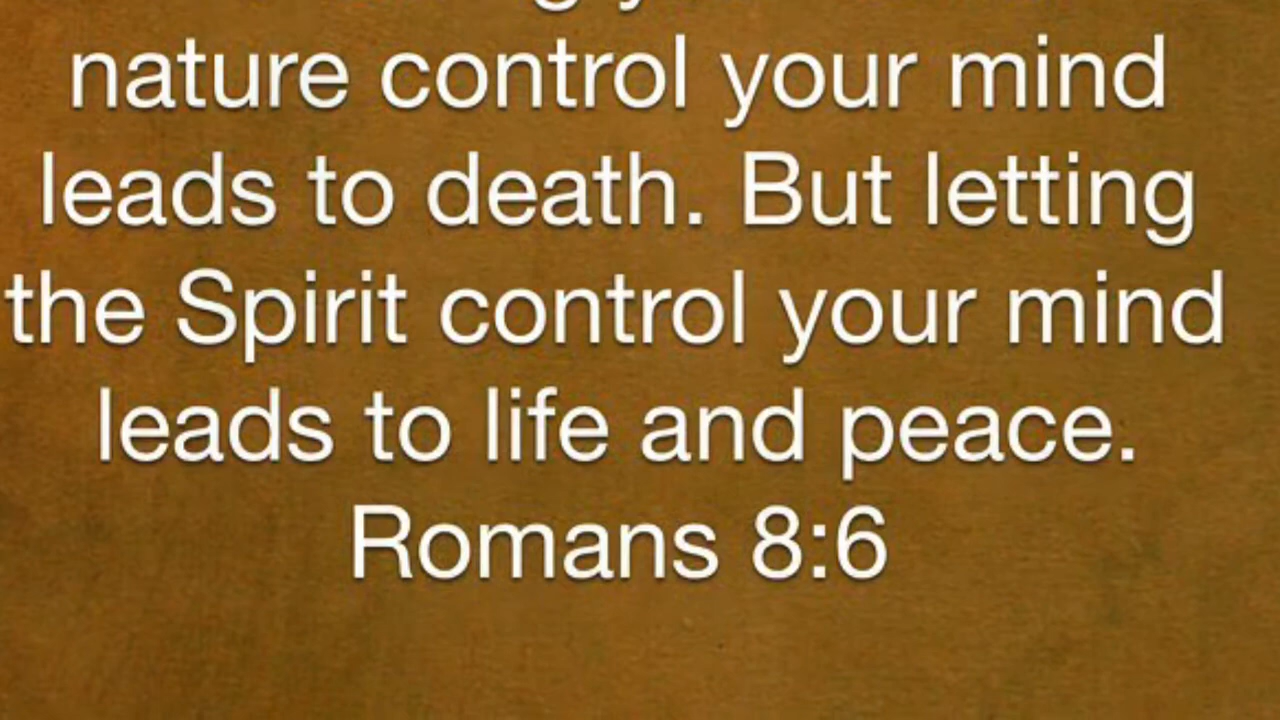 nature control your mind
leads to death. But letting
the Spirit control your mind
leads to life and peace.
Romans 8:6